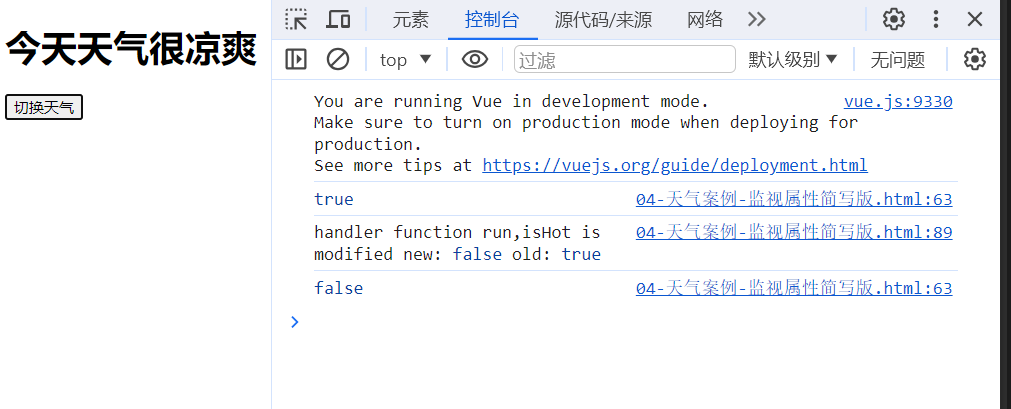 今天天气很凉爽
切换天气
元素 控制台 源代码/来源 网络
top 过滤 默认级别 无问题
You are running Vue in development mode. vue.js:9330
Make sure to turn on production mode when deploying for
production.
See more tips at https://vuejs.org/guide/deployment.html
true 04-天气案例-监视属性简写版.html:63
handler function run,isHot is 04-天气案例-监视属性简写版.html:89
modified new: false old: true
false 04-天气案例-监视属性简写版.html:63